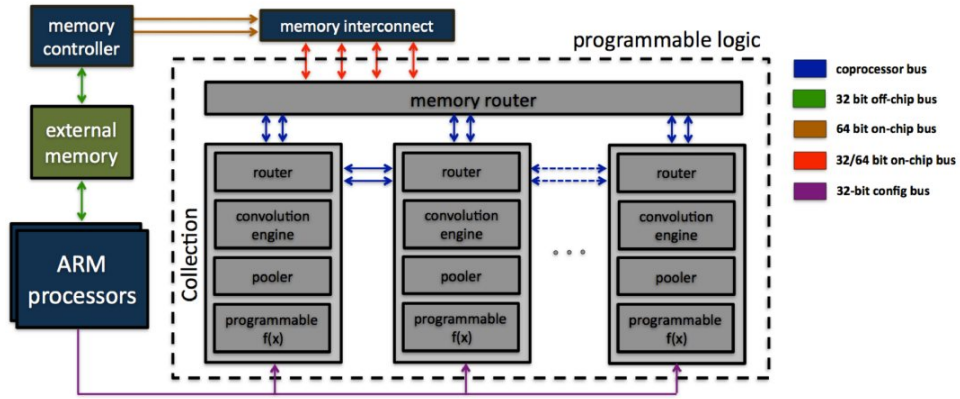 memory
controller
memory interconnect
programmable logic
memory router
external
memory
ARM
processors
Collection
router
convolution
engine
pooler
programmable
f(x)
router
convolution
engine
pooler
programmable
f(x)
router
convolution
engine
pooler
programmable
f(x)
coprocessor bus
32 bit off-chip bus
64 bit on-chip bus
32/64 bit on-chip bus
32-bit config bus